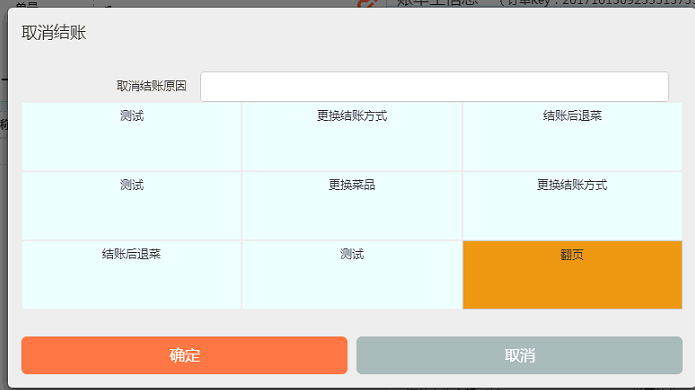 取消结账
取消结账原因
测试 更换结账方式 结账后退菜
测试 更换菜品 更换结账方式
结账后退菜 测试 翻页
确定 取消